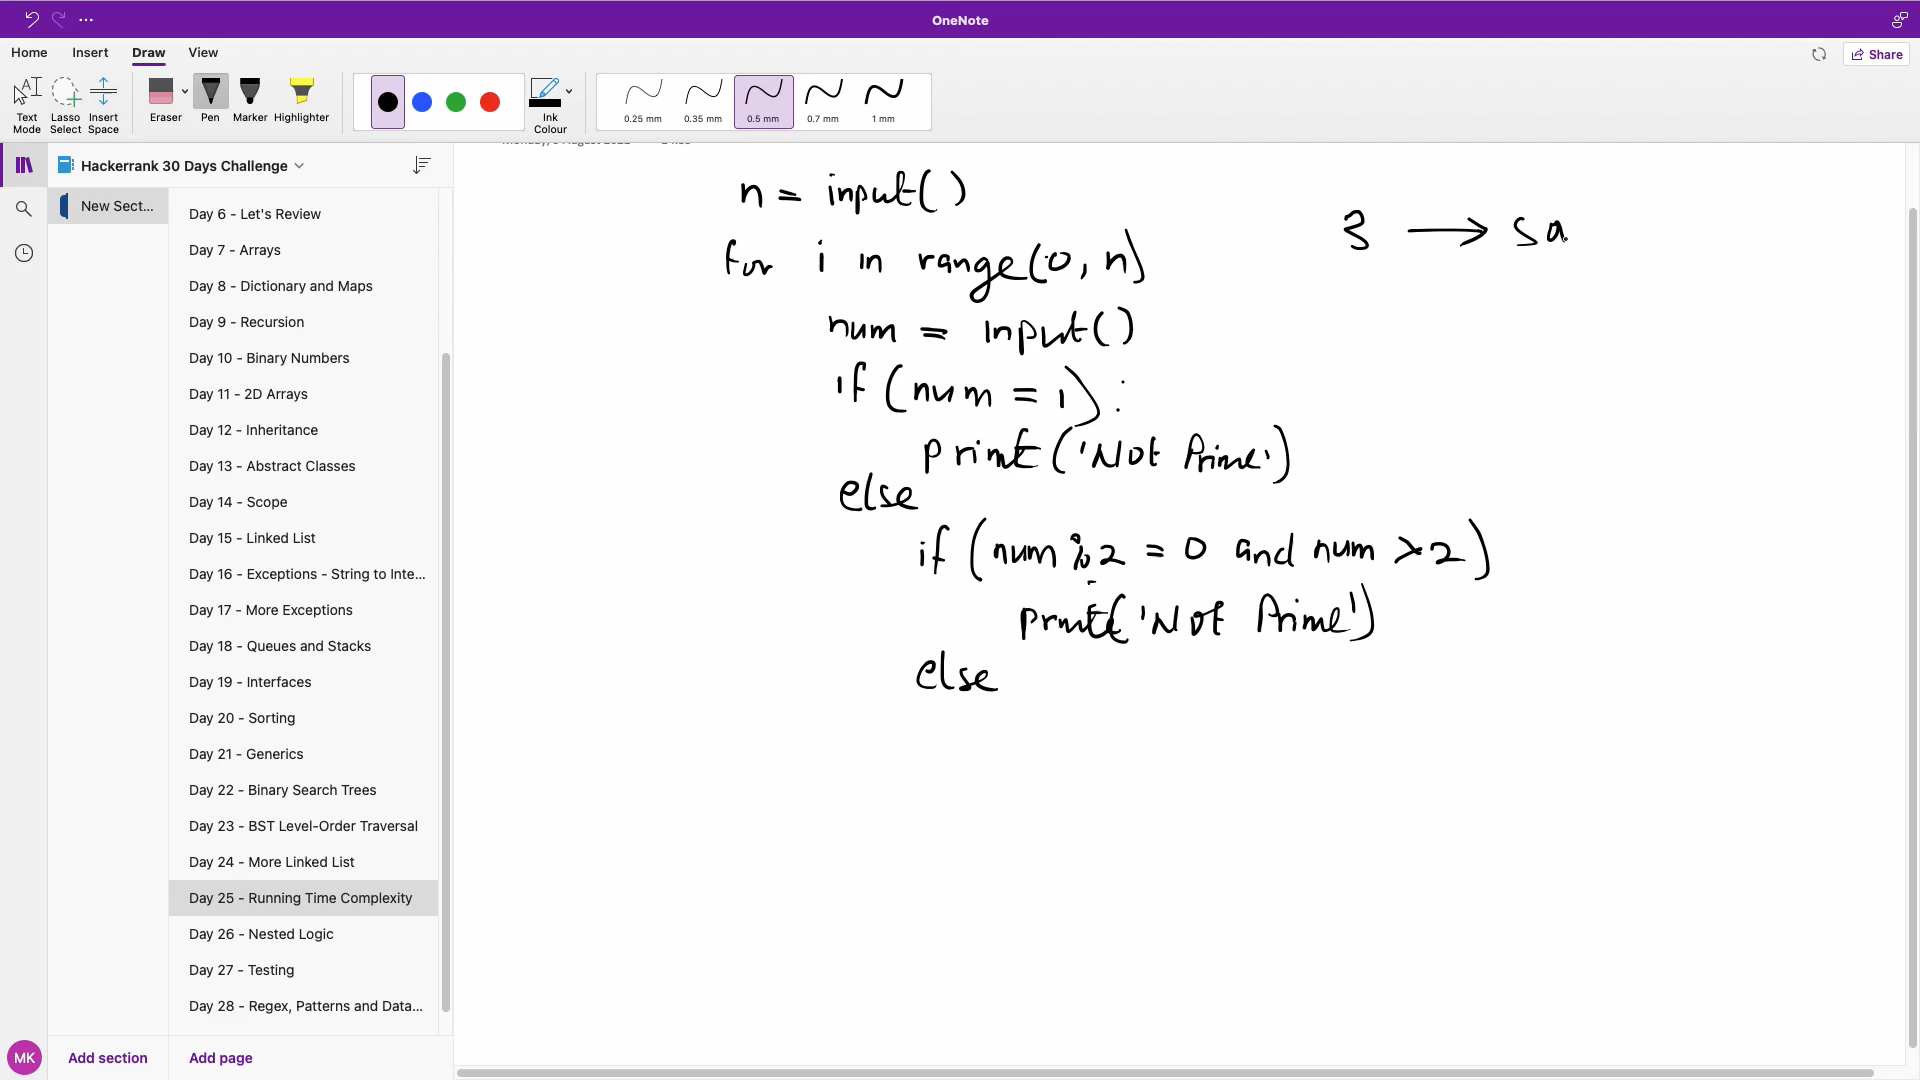 OneNote
Home Insert Draw View
Share
Text Mode
Lasso Select
Insert Space
Eraser
Pen
Marker
Highlighter
Ink Colour
0.25 mm
0.35 mm
0.5 mm
0.7 mm
1 mm
Hackerrank 30 Days Challenge
New Sect...
Day 6 - Let's Review
Day 7 - Arrays
Day 8 - Dictionary and Maps
Day 9 - Recursion
Day 10 - Binary Numbers
Day 11 - 2D Arrays
Day 12 - Inheritance
Day 13 - Abstract Classes
Day 14 - Scope
Day 15 - Linked List
Day 16 - Exceptions - String to Inte...
Day 17 - More Exceptions
Day 18 - Queues and Stacks
Day 19 - Interfaces
Day 20 - Sorting
Day 21 - Generics
Day 22 - Binary Search Trees
Day 23 - BST Level-Order Traversal
Day 24 - More Linked List
Day 25 - Running Time Complexity
Day 26 - Nested Logic
Day 27 - Testing
Day 28 - Regex, Patterns and Data...
MK
Add section
Add page
n = input()
for i in range(0, n)
num = input()
if (num = 1) :
print ('Not Prime')
else
if (num % 2 = 0 and num > 2)
print('Not Prime')
else
3 → sa